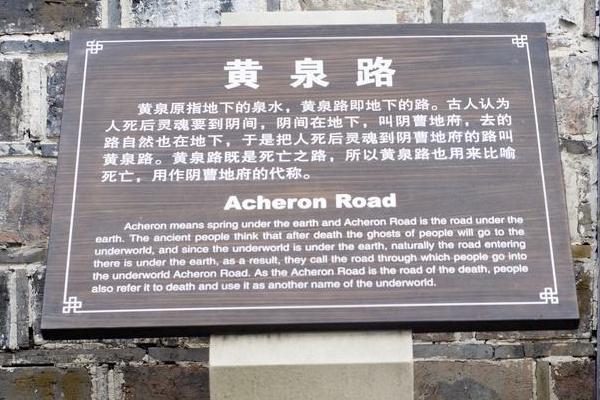 黄泉路
黄泉原指地下的泉水，黄泉路即地下的路。古人认为
人死后灵魂要到阴间，阴间在地下，叫阴曹地府，去的
路自然也在地下，于是把人死后灵魂到阴曹地府的路叫
黄泉路。黄泉路既是死亡之路，所以黄泉路也用来比喻
死亡，用作阴曹地府的代称。
Acheron Road
Acheron means spring under the earth and Acheron Road is the road under the
earth. The ancient people think that after death the ghosts of people will go to the
underworld, and since the underworld is under the earth, naturally the road entering
there is under the earth, as a result, they call the road through which people go into
the underworld Acheron Road. As the Acheron Road is the road of the death, people
also refer it to death and use it as another name of the underworld.